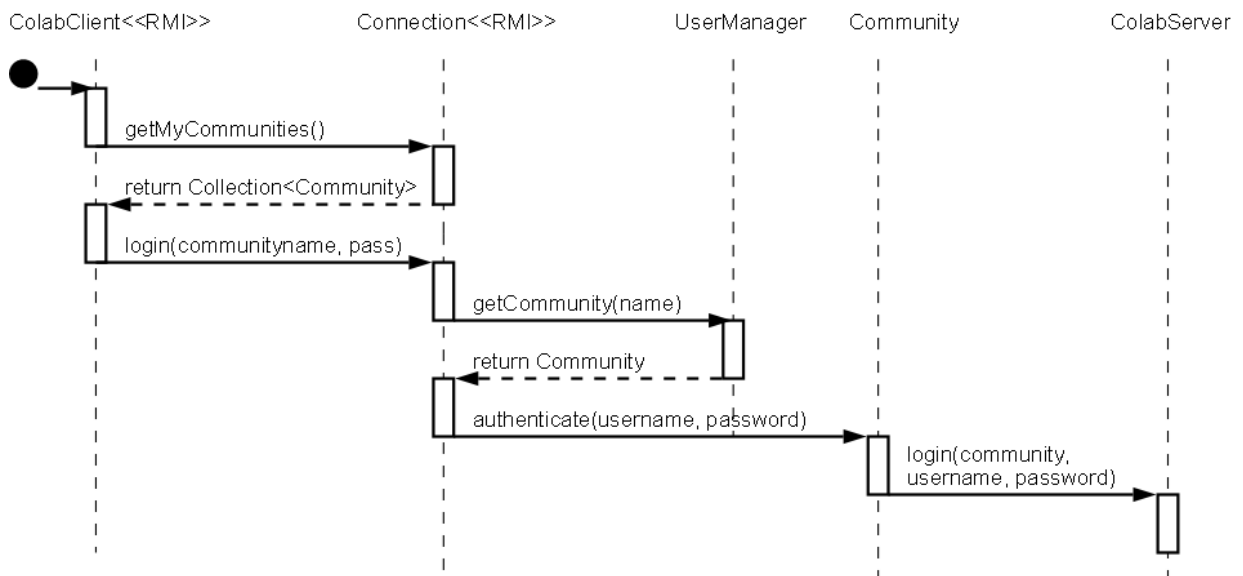 ColabClient<<RMI>> Connection<<RMI>> UserManager Community ColabServer
getMyCommunities()
return Collection<Community>
login(communityname, pass)
getCommunity(name)
return Community
authenticate(username, password)
login(community,
username, password)